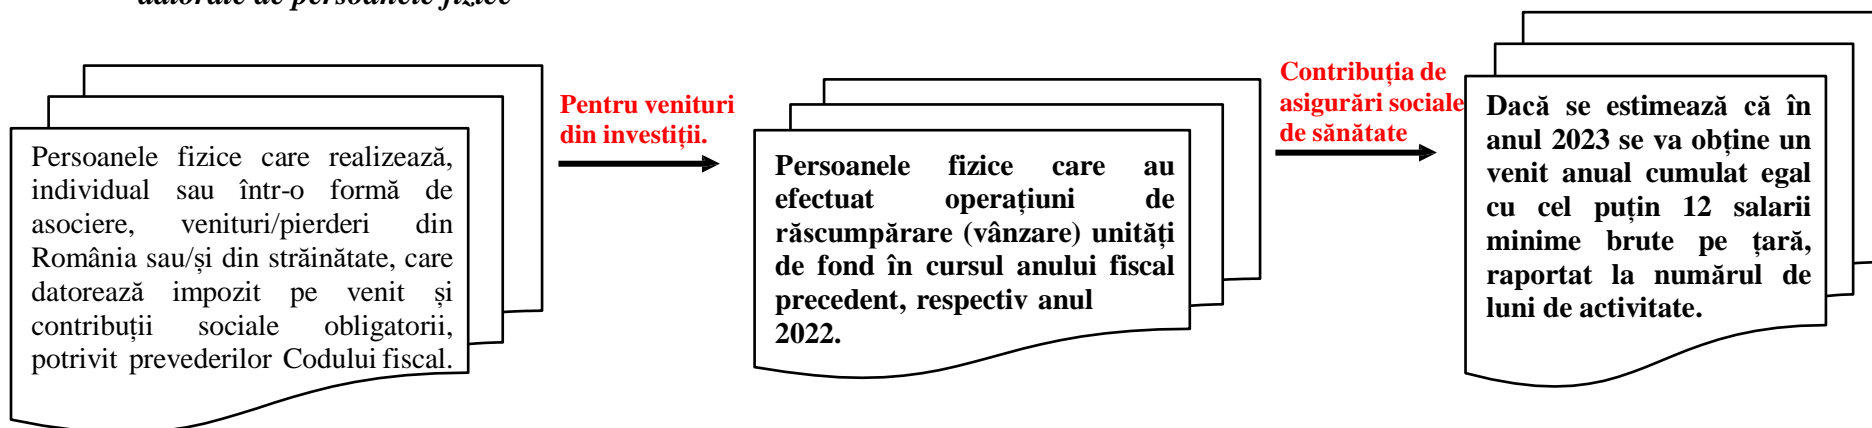 datorate de persoanele fizice
Persoanele fizice care realizează,
individual sau într-o formă de
asociere, venituri/pierderi din
România sau/și din străinătate, care
datorează impozit pe venit și
contribuții sociale obligatorii,
potrivit prevederilor Codului fiscal.
Pentru venituri
din investiții.
Persoanele fizice care au
efectuat operațiuni de
răscumpărare (vânzare) unități
de fond în cursul anului fiscal
precedent, respectiv anul
2022.
Contribuția de
asigurări sociale
de sănătate
Dacă se estimează că în
anul 2023 se va obține un
venit anual cumulat egal
cu cel puțin 12 salarii
minime brute pe țară,
raportat la numărul de
luni de activitate.